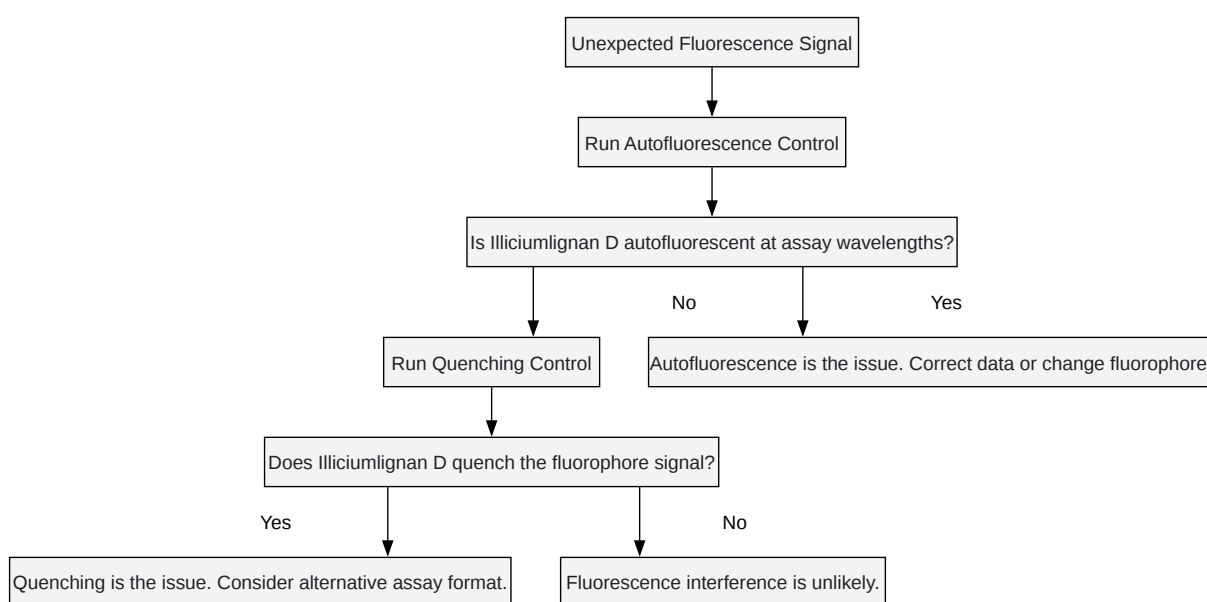 Unexpected Fluorescence Signal
Run Autofluorescence Control
Is Illiciumlignan D autofluorescent at assay wavelengths?
No
Yes
Run Quenching Control
Autofluorescence is the issue. Correct data or change fluorophore
Does Illiciumlignan D quench the fluorophore signal?
Yes
No
Quenching is the issue. Consider alternative assay format.
Fluorescence interference is unlikely.